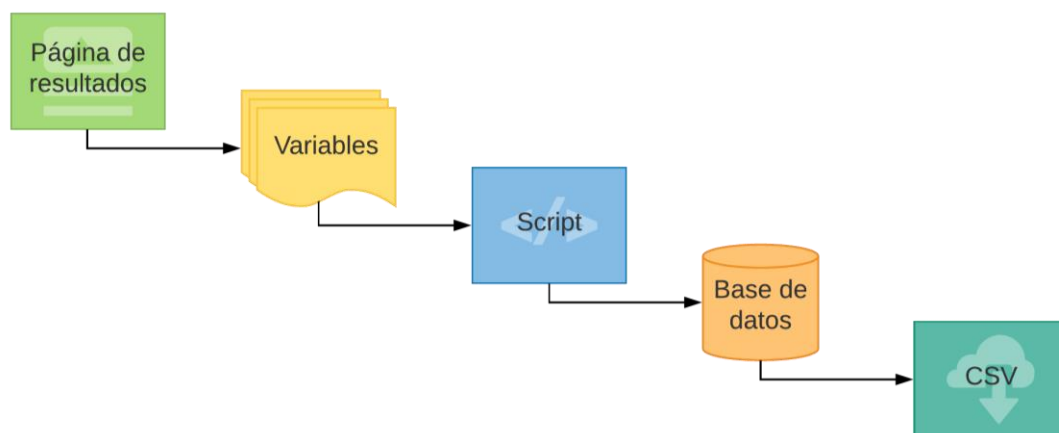 Página de
resultados
Variables
Script
Base de
datos
CSV